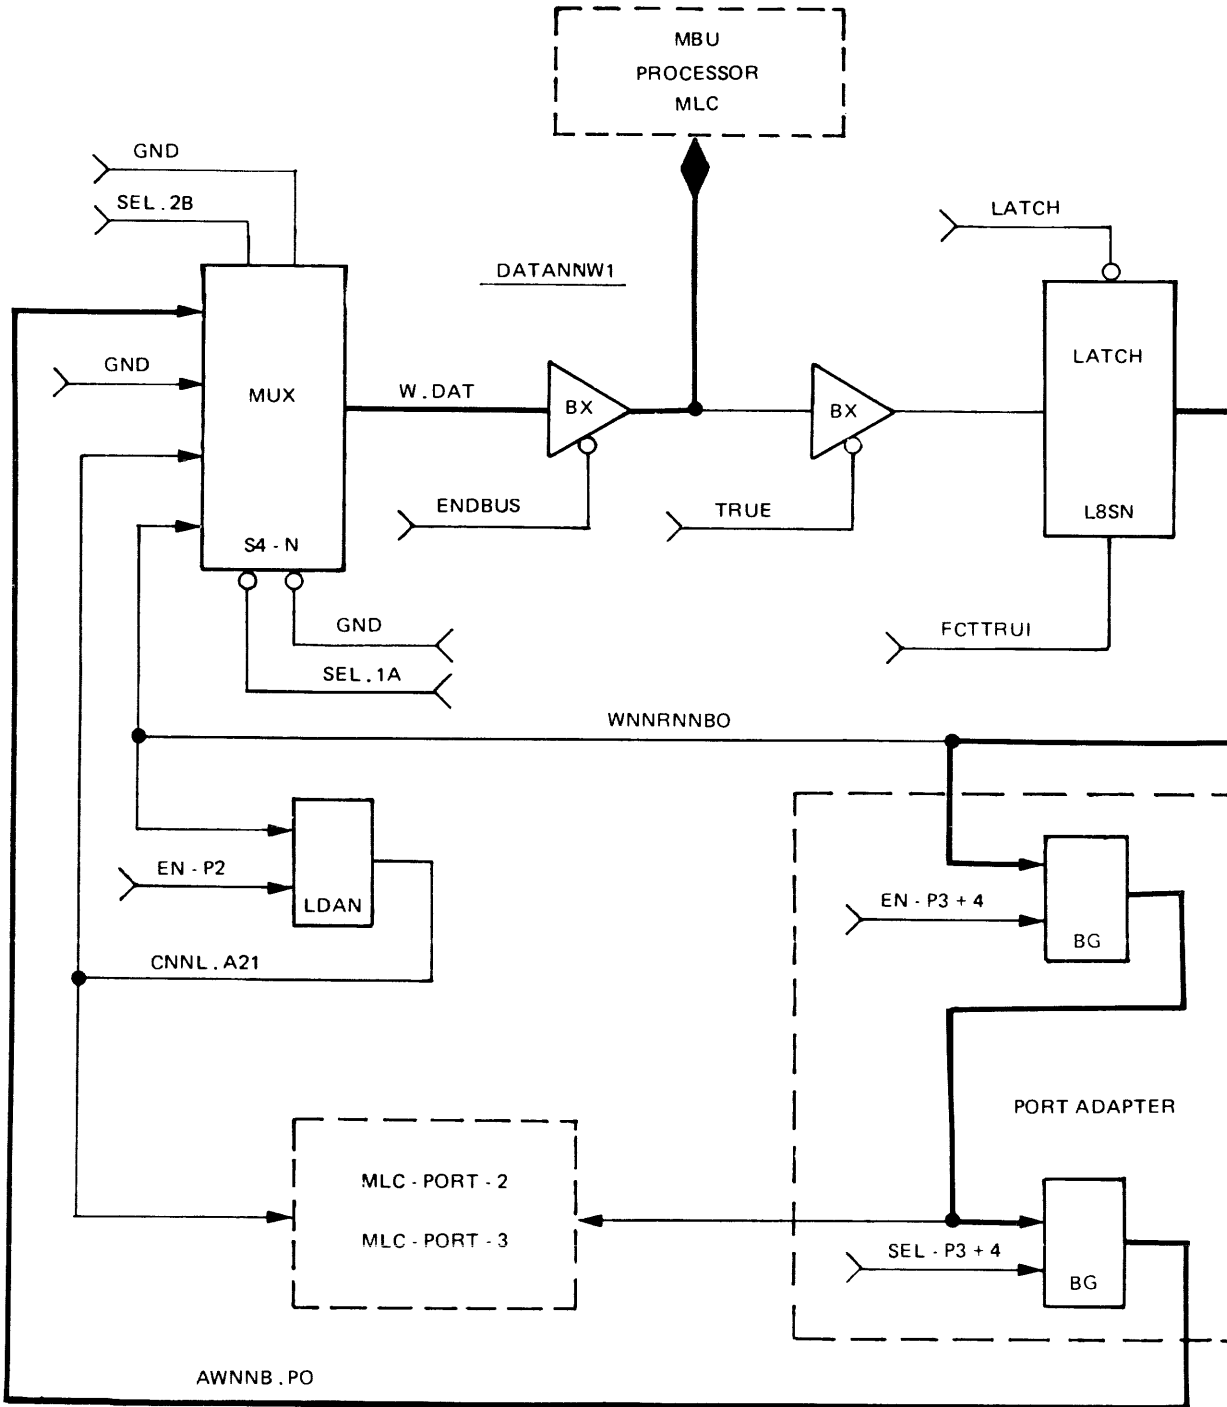 MBU
PROCESSOR
MLC
GND
SEL.2B
LATCH
DATANNW1
GND
MUX
W.DAT
BX
BX
LATCH
ENDBUS
TRUE
L8SN
S4-N
GND
SEL.1A
FCTTRUI
WNNRNNBO
EN-P2
LDAN
EN-P3+4
BG
CNNL.A21
PORT ADAPTER
MLC-PORT-2
MLC-PORT-3
SEL-P3+4
BG
AWNNB.PO